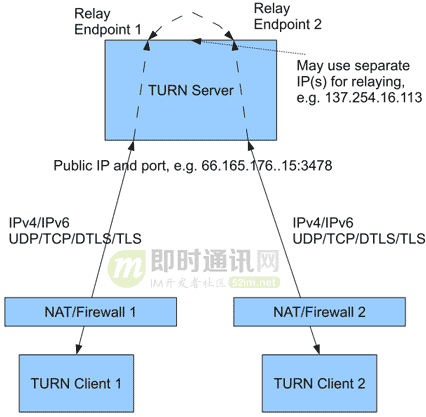 Relay
Endpoint 1
Relay
Endpoint 2
May use separate
IP(s) for relaying,
e.g. 137.254.16.113
TURN Server
Public IP and port, e.g. 66.165.176..15:3478
IPv4/IPv6
UDP/TCP/DTLS/TLS
IPv4/IPv6
UDP/TCP/DTLS/TLS
m
即时通讯网
IM开发者社区 52im.net
NAT/Firewall 1
NAT/Firewall 2
TURN Client 1
TURN Client 2